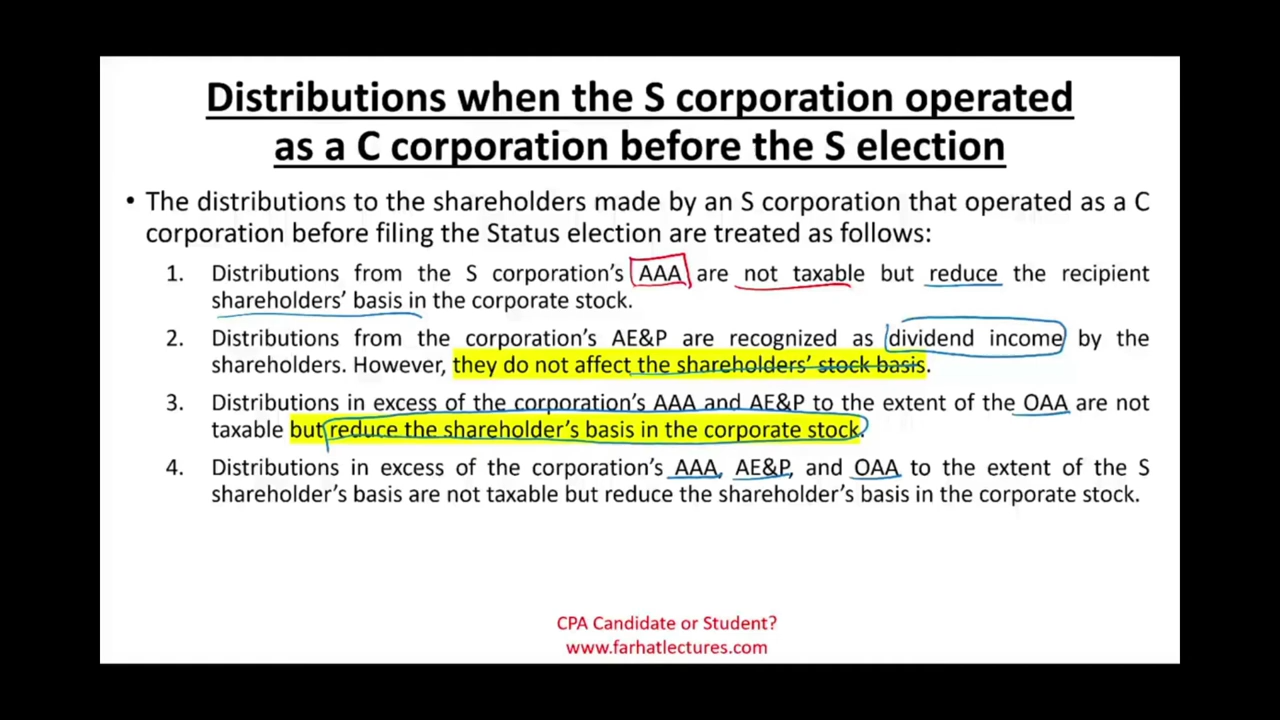 Distributions when the S corporation operated
as a C corporation before the S election
• The distributions to the shareholders made by an S corporation that operated as a C
corporation before filing the Status election are treated as follows:
1. Distributions from the S corporation's AAA are not taxable but reduce the recipient
shareholders' basis in the corporate stock.
2. Distributions from the corporation's AE&P are recognized as dividend income by the
shareholders. However, they do not affect the shareholders' stock basis.
3. Distributions in excess of the corporation's AAA and AE&P to the extent of the OAA are not
taxable but reduce the shareholder's basis in the corporate stock.
4. Distributions in excess of the corporation's AAA, AE&P, and OAA to the extent of the S
shareholder's basis are not taxable but reduce the shareholder's basis in the corporate stock.
CPA Candidate or Student?
www.farhatlectures.com